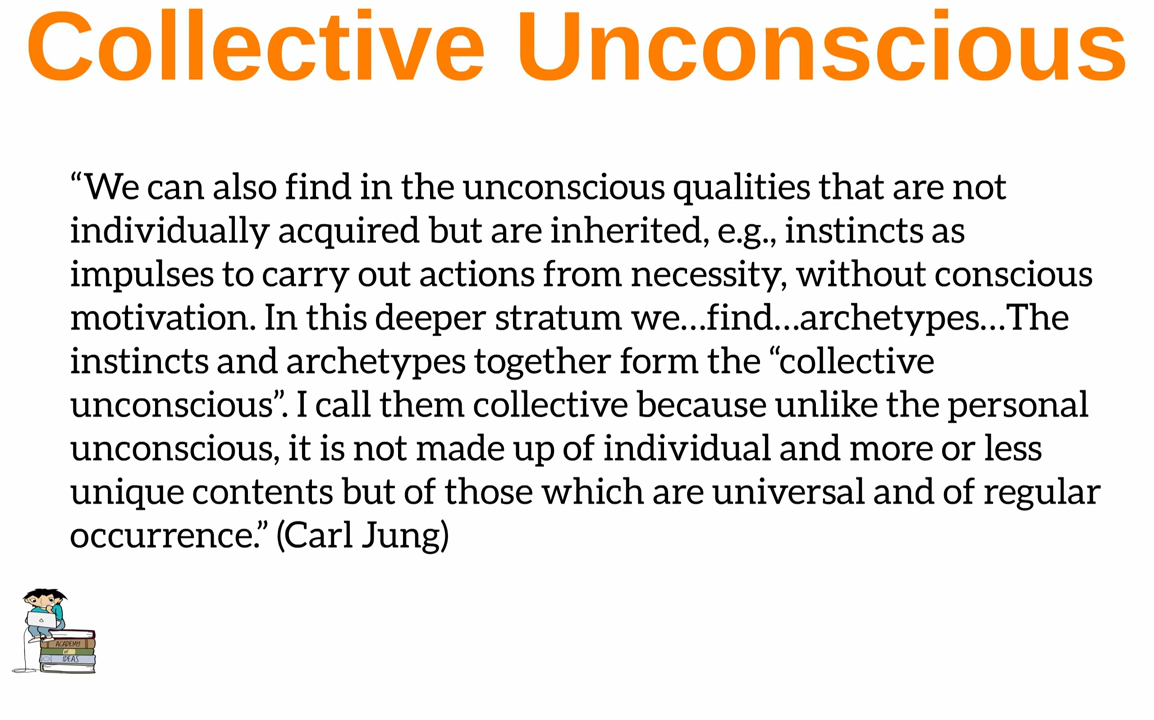 Collective Unconscious
“We can also find in the unconscious qualities that are not
individually acquired but are inherited, e.g., instincts as
impulses to carry out actions from necessity, without conscious
motivation. In this deeper stratum we…find…archetypes…The
instincts and archetypes together form the “collective
unconscious”. I call them collective because unlike the personal
unconscious, it is not made up of individual and more or less
unique contents but of those which are universal and of regular
occurrence.” (Carl Jung)
ACADEMY
of
IDEAS